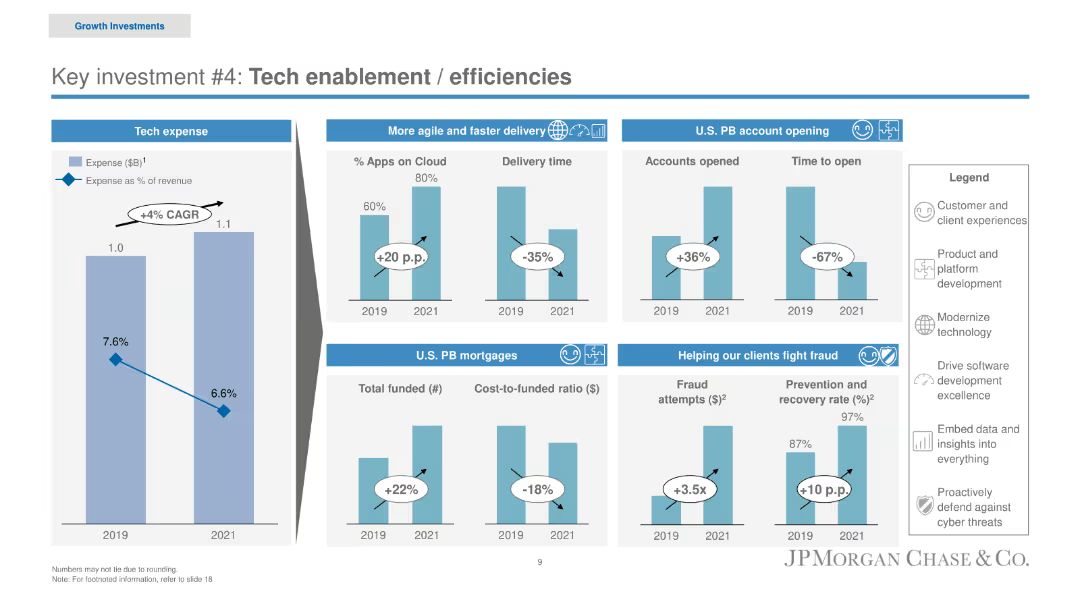 Growth Investments
Key investment #4: Tech enablement / efficiencies
Tech expense
Expense ($B)1
Expense as % of revenue
+4% CAGR
1.0
1.1
7.6%
6.6%
2019
2021
More agile and faster delivery
% Apps on Cloud
60%
80%
+20 p.p.
2019
2021
Delivery time
-35%
2019
2021
U.S. PB account opening
Accounts opened
+36%
2019
2021
Time to open
-67%
2019
2021
U.S. PB mortgages
Total funded (#)
+22%
2019
2021
Cost-to-funded ratio ($)
-18%
2019
2021
Helping our clients fight fraud
Fraud
attempts ($)2
+3.5x
2019
2021
Prevention and
recovery rate (%)2
87%
97%
+10 p.p.
2019
2021
Legend
Customer and
client experiences
Product and
platform
development
Modernize
technology
Drive software
development
excellence
Embed data and
insights into
everything
Proactively
defend against
cyber threats
Numbers may not tie due to rounding.
Note: For footnoted information, refer to slide 18
9
JPMORGAN CHASE & CO.